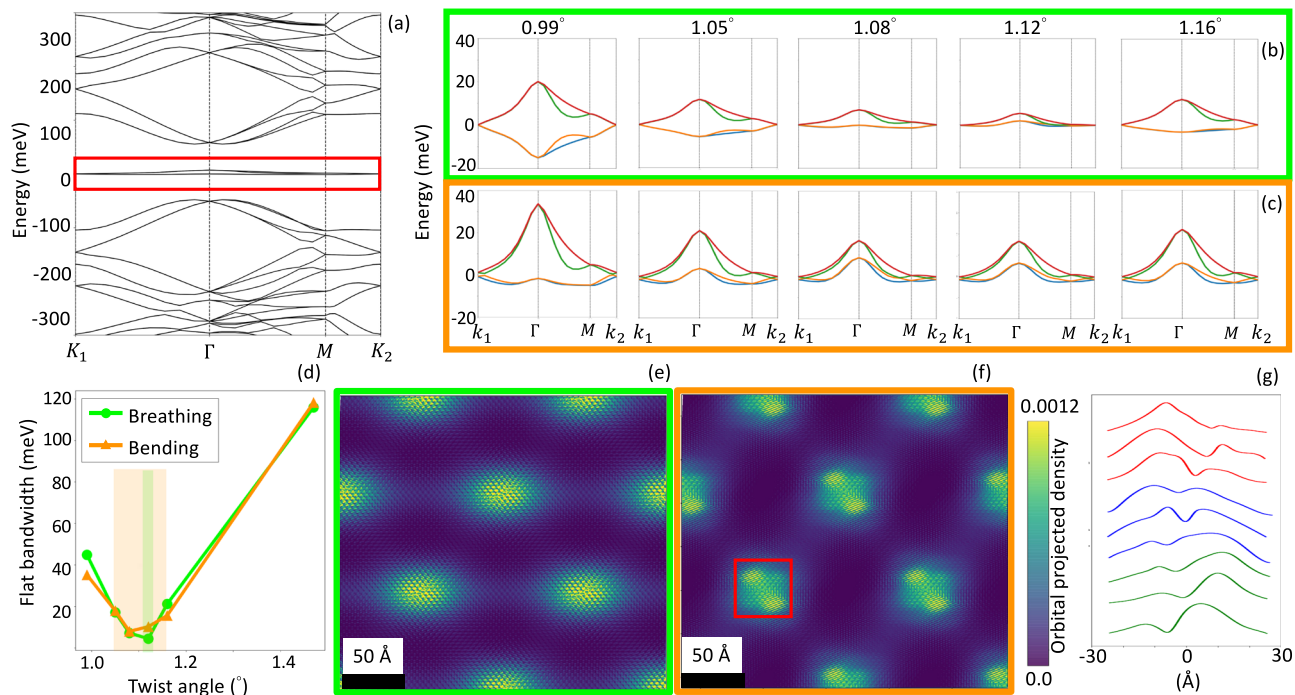 (a)
Energy (meV)
300
200
100
0
-100
-200
-300
K₁ Γ M K₂
0.99° 1.05° 1.08° 1.12° 1.16°
(b)
Energy (meV)
40
20
0
-20
(c)
40
20
0
-20
k₁ Γ M k₂ k₁ Γ M k₂ k₁ Γ M k₂ k₁ Γ M k₂ k₁ Γ M k₂
(d)
Flat bandwidth (meV)
120
100
80
60
40
20
Breathing
Bending
1.0 1.2 1.4
Twist angle (°)
(e)
50 Å
(f)
50 Å
0.0012
Orbital projected density
0.0
(g)
-30 0 30
(Å)